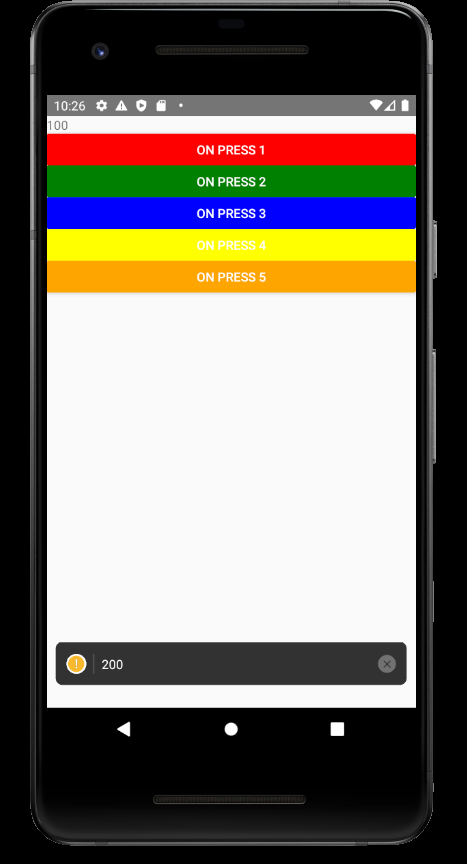 10:26
100
ON PRESS 1
ON PRESS 2
ON PRESS 3
ON PRESS 4
ON PRESS 5
! 200